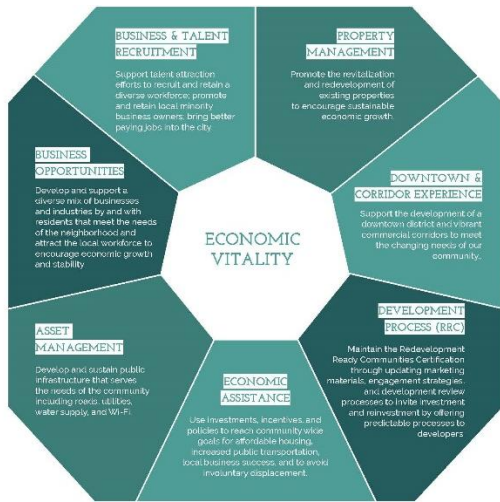 BUSINESS & TALENT
RECRUITMENT
Support talent attraction
efforts to recruit and retain a
diverse workforce; promote
and retain local minority
business owners; bring better
paying jobs into the city.
PROPERTY
MANAGEMENT
Promote the revitalization
and redevelopment of
existing properties
to encourage sustainable
economic growth.
BUSINESS
OPPORTUNITIES
Develop and support a
diverse mix of businesses
and industries by and with
residents that meet the needs
of the neighborhood and
attract the local workforce to
encourage economic growth
and stability
DOWNTOWN &
CORRIDOR EXPERIENCE
Support the development of a
downtown district and vibrant
commercial corridors to meet
the changing needs of our
community.
ECONOMIC
VITALITY
ASSET
MANAGEMENT
Develop and sustain public
infrastructure that serves
the needs of the community
including roads, utilities,
water supply, and Wi-Fi.
DEVELOPMENT
PROCESS (RRC)
Maintain the Redevelopment
Ready Communities Certification
through updating marketing
materials, engagement strategies,
and development review
processes to invite investment
and reinvestment by offering
predictable processes to
developers.
ECONOMIC
ASSISTANCE
Use investments, incentives, and
policies to reach community wide
goals for affordable housing,
increased public transportation,
local business success, and to avoid
involuntary displacement.